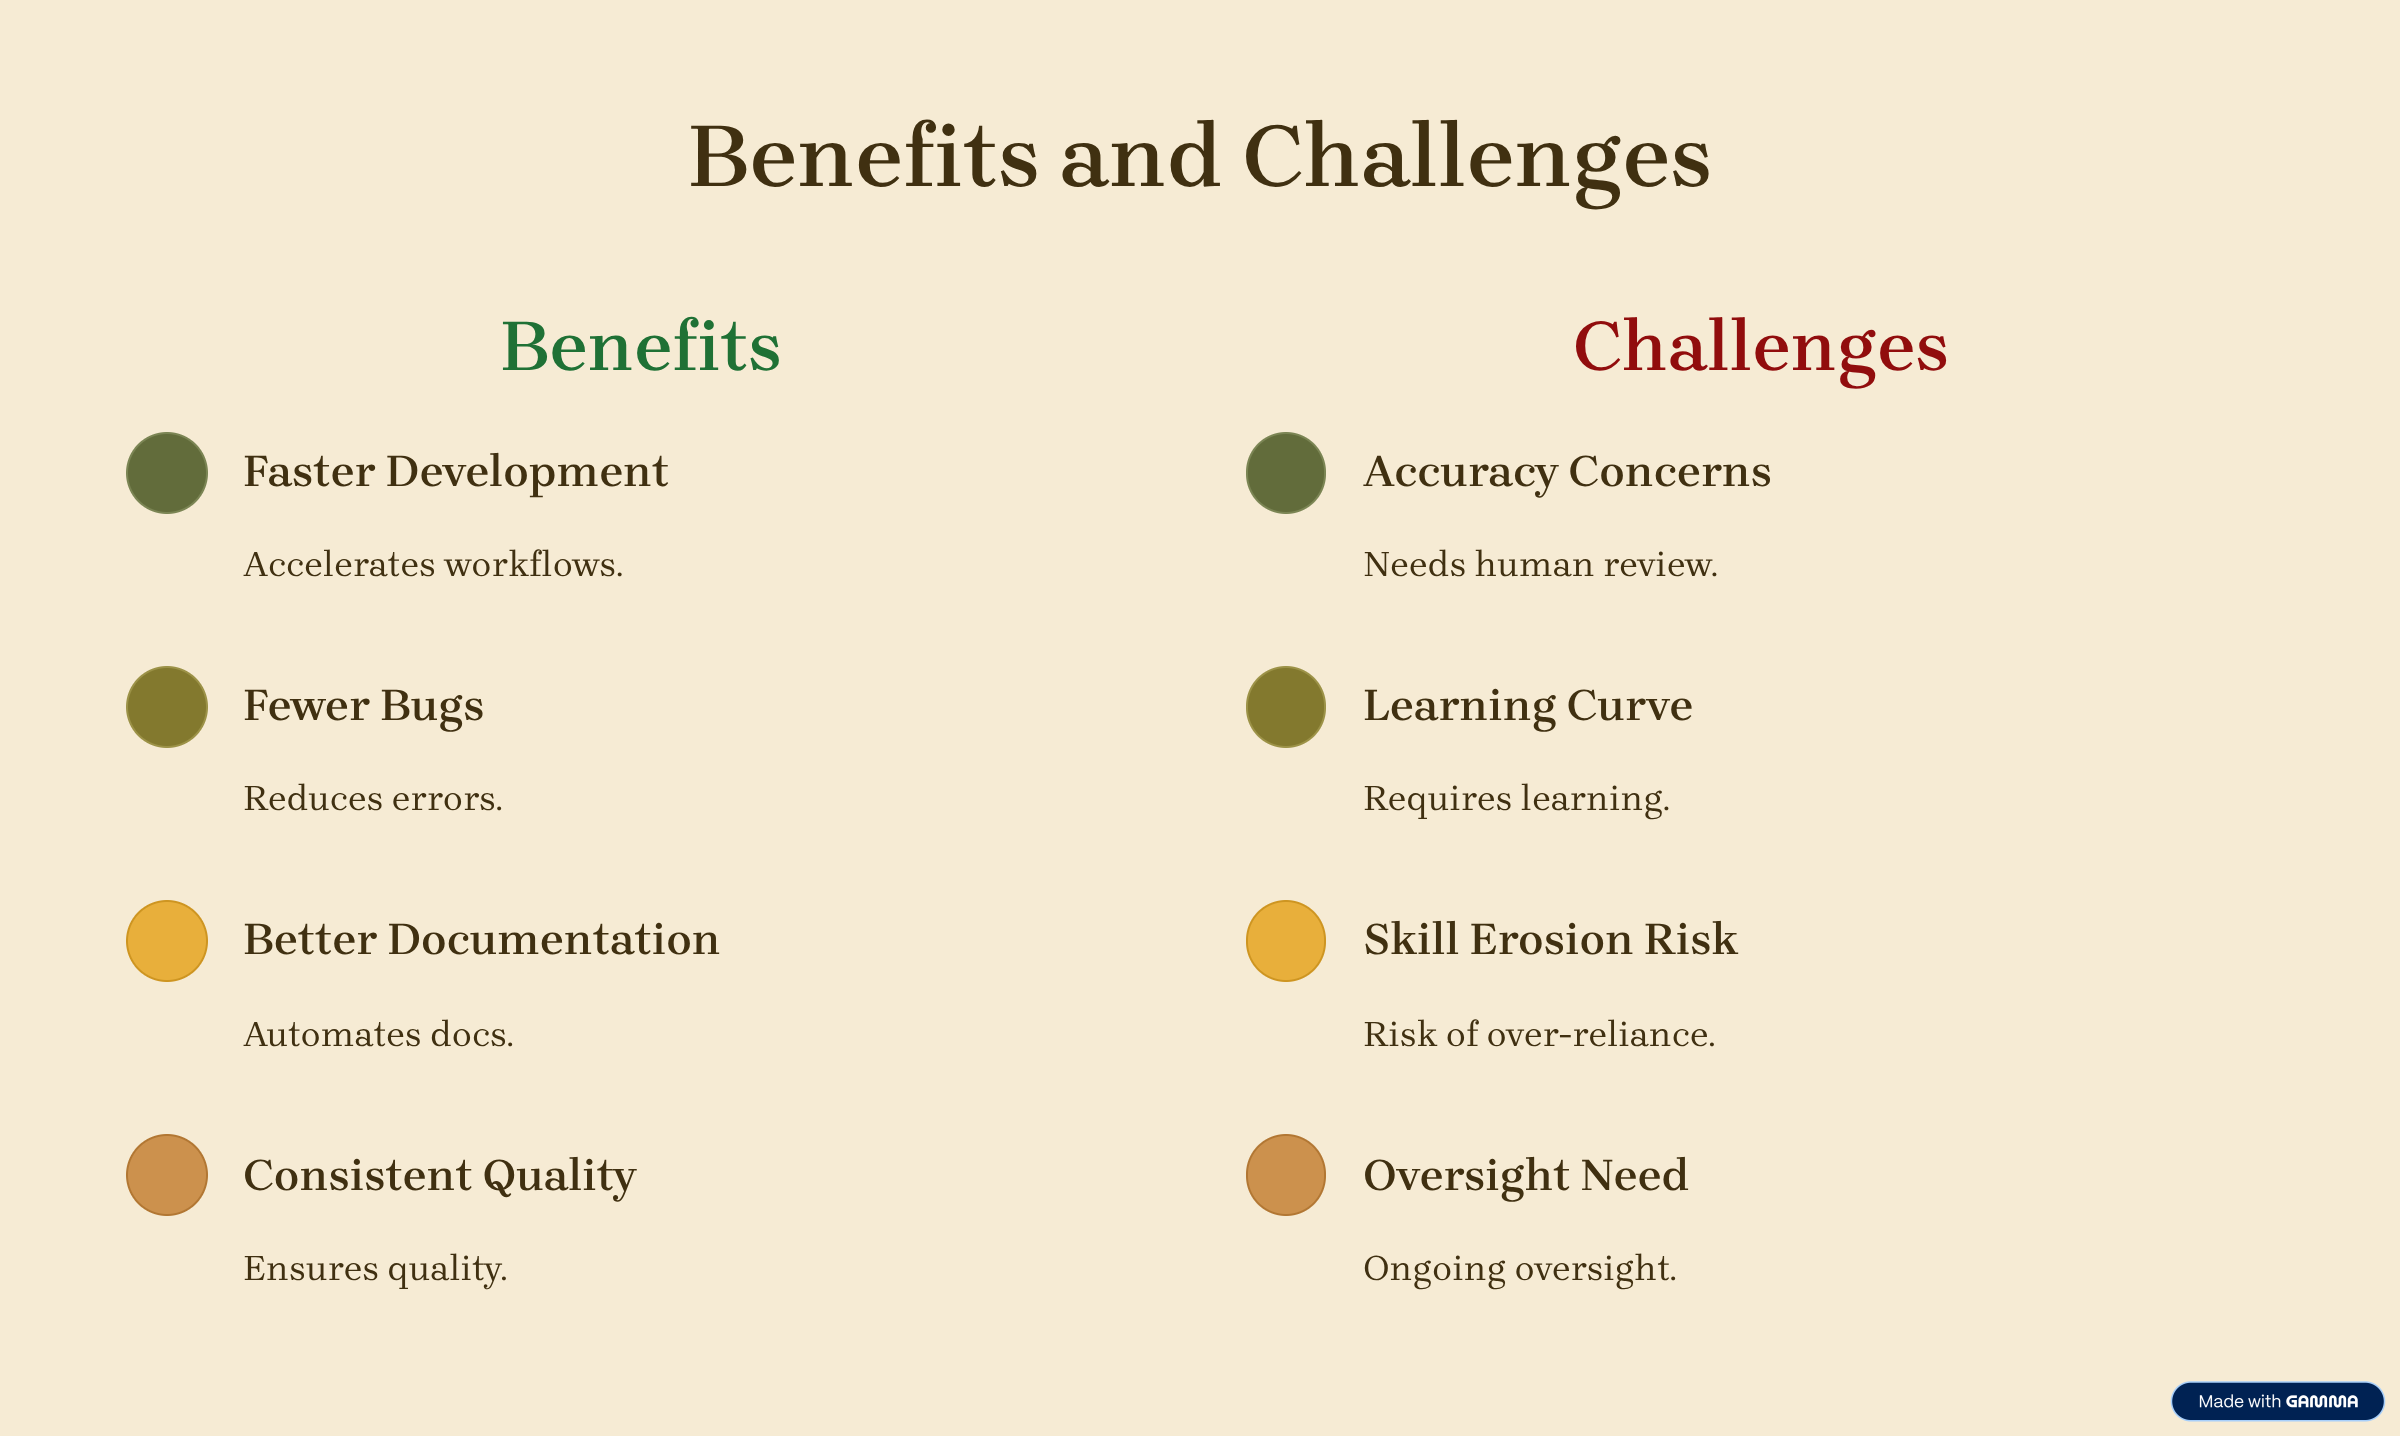 Benefits and Challenges
Benefits
Faster Development
Accelerates workflows.
Fewer Bugs
Reduces errors.
Better Documentation
Automates docs.
Consistent Quality
Ensures quality.
Challenges
Accuracy Concerns
Needs human review.
Learning Curve
Requires learning.
Skill Erosion Risk
Risk of over-reliance.
Oversight Need
Ongoing oversight.
Made with GAMMA